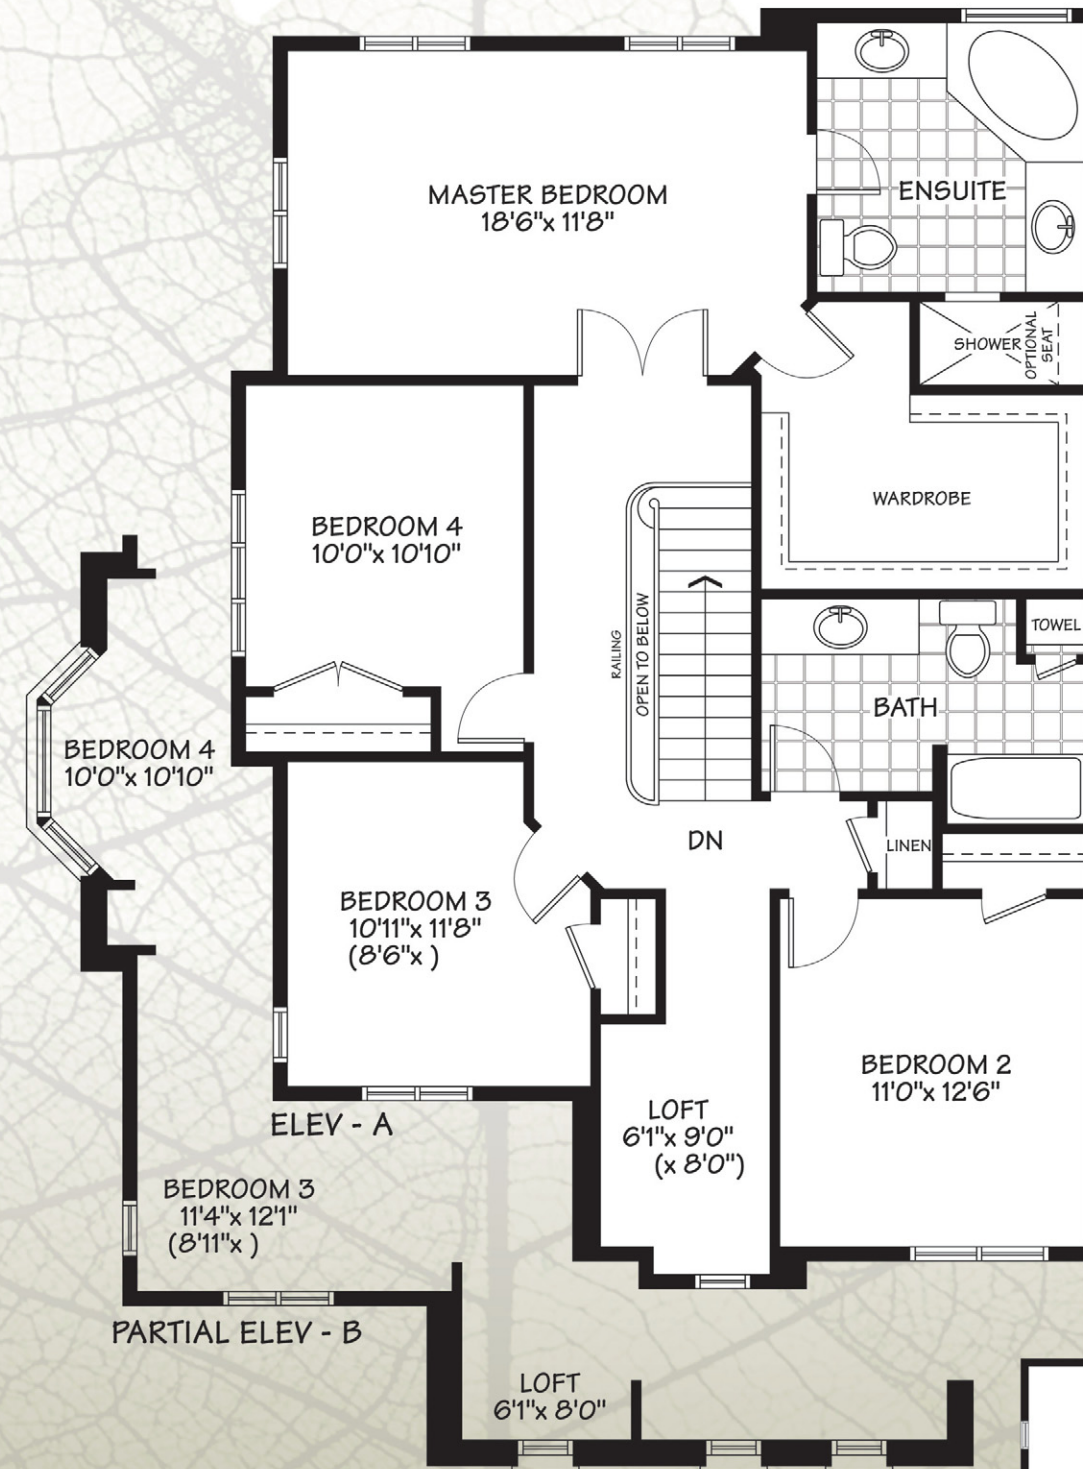 MASTER BEDROOM
18'6"x 11'8"
ENSUITE
SHOWER
OPTIONAL
SEAT
WARDROBE
BEDROOM 4
10'0"x 10'10"
RAILING
OPEN TO BELOW
TOWEL
BATH
BEDROOM 4
10'0"x 10'10"
DN
LINEN
BEDROOM 3
10'11"x 11'8"
(8'6"x )
BEDROOM 2
11'0"x 12'6"
LOFT
6'1"x 9'0"
(x 8'0")
ELEV - A
BEDROOM 3
11'4"x 12'1"
(8'11"x )
PARTIAL ELEV - B
LOFT
6'1"x 8'0"